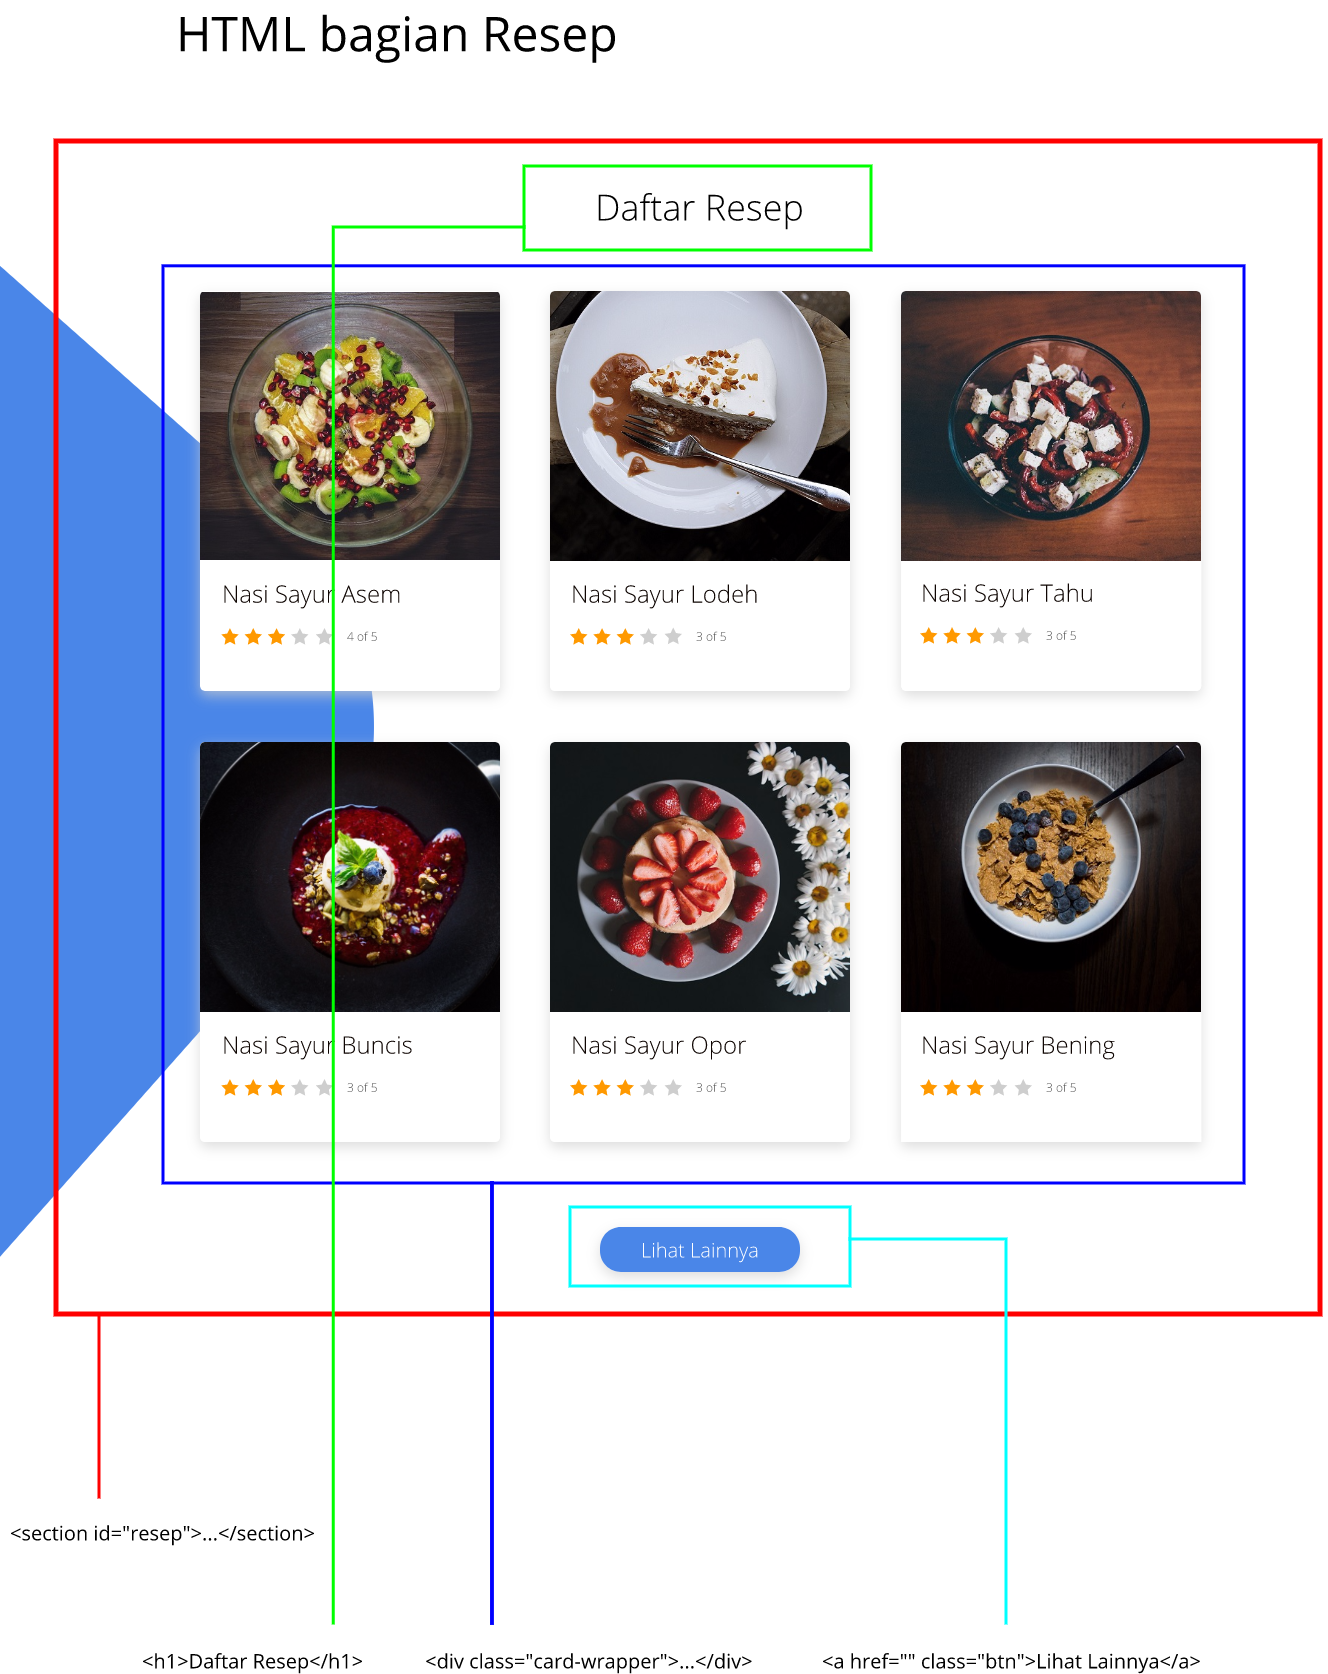 HTML bagian Resep
Daftar Resep
Nasi Sayur Asem
4 of 5
Nasi Sayur Lodeh
3 of 5
Nasi Sayur Tahu
3 of 5
Nasi Sayur Buncis
3 of 5
Nasi Sayur Opor
3 of 5
Nasi Sayur Bening
3 of 5
Lihat Lainnya
<section id="resep">...</section>
<h1>Daftar Resep</h1>
<div class="card-wrapper">...</div>
<a href="" class="btn">Lihat Lainnya</a>